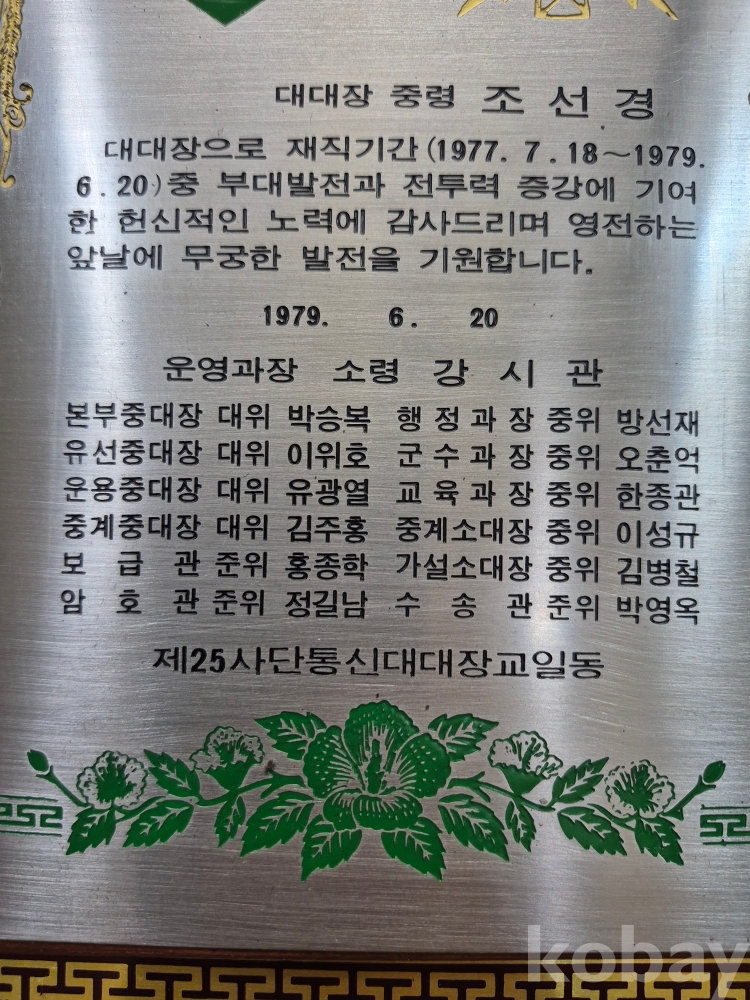 대대장 중령 조 선 경
대대장으로 재직기간(1977. 7. 18~1979.
6. 20)중 부대발전과 전투력 증강에 기여
한 헌신적인 노력에 감사드리며 영전하는
앞날에 무궁한 발전을 기원합니다.
1979. 6. 20
운영과장 소령 강 시 관
본부중대장 대위 박승복 행정과장 중위 방선재
유선중대장 대위 이위호 군수과장 중위 오춘억
운용중대장 대위 유광열 교육과장 중위 한종관
중계중대장 대위 김주홍 중계소대장 중위 이성규
보 급 관 준위 홍종학 가설소대장 중위 김병철
암 호 관 준위 정길남 수 송 관 준위 박영옥
제25사단통신대대장교일동
kobay